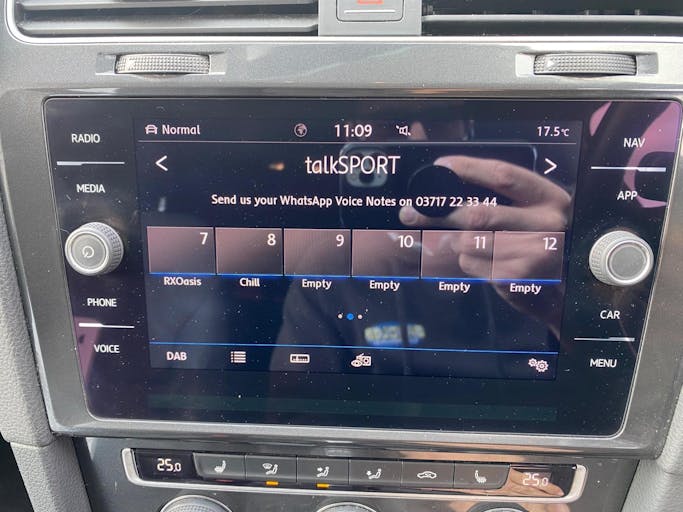 RADIO
MEDIA
PHONE
VOICE
Normal 11:09 17.5°C
talkSPORT
Send us your WhatsApp Voice Notes on 03717 22 33 44
7 8 9 10 11 12
RXOasis Chill Empty Empty Empty Empty
DAB
NAV
APP
CAR
MENU
25.0 25.0